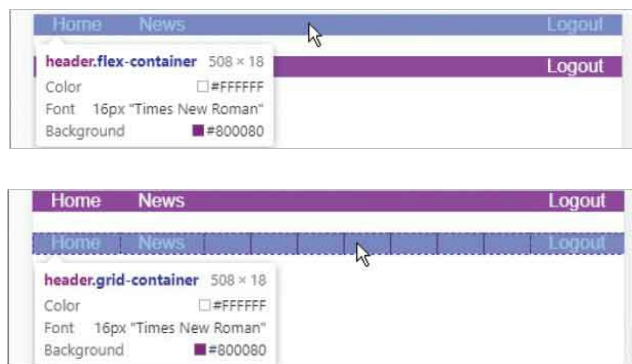 Home News Logout
header.flex-container 508 × 18
Logout
Color #FFFFFF
Font 16px "Times New Roman"
Background #800080
Home News Logout
Home News Logout
header.grid-container 508 × 18
Color #FFFFFF
Font 16px "Times New Roman"
Background #800080